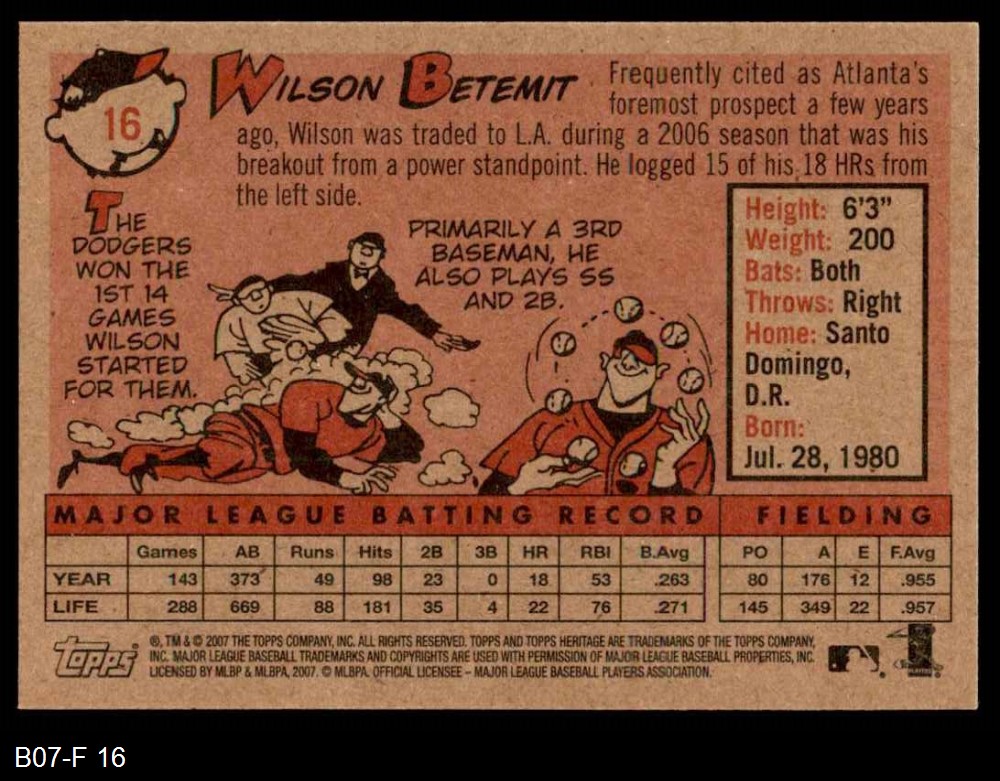 16
WILSON BETEMIT
Frequently cited as Atlanta's
foremost prospect a few years
ago, Wilson was traded to L.A. during a 2006 season that was his
breakout from a power standpoint. He logged 15 of his 18 HRs from
the left side.
THE
DODGERS
WON THE
1ST 14
GAMES
WILSON
STARTED
FOR THEM.
PRIMARILY A 3RD
BASEMAN, HE
ALSO PLAYS SS
AND 2B.
Height: 6'3"
Weight: 200
Bats: Both
Throws: Right
Home: Santo
Domingo,
D.R.
Born:
Jul. 28, 1980
MAJOR LEAGUE BATTING RECORD FIELDING
Games AB Runs Hits 2B 3B HR RBI B.Avg PO A E F.Avg
YEAR 143 373 49 98 23 0 18 53 .263 80 176 12 .955
LIFE 288 669 88 181 35 4 22 76 .271 145 349 22 .957
Topps
®, TM & © 2007 THE TOPPS COMPANY, INC. ALL RIGHTS RESERVED. TOPPS AND TOPPS HERITAGE ARE TRADEMARKS OF THE TOPPS COMPANY,
INC. MAJOR LEAGUE BASEBALL TRADEMARKS AND COPYRIGHTS ARE USED WITH PERMISSION OF MAJOR LEAGUE BASEBALL PROPERTIES, INC.
LICENSED BY MLBP & MLBPA, 2007. © MLBPA. OFFICIAL LICENSEE – MAJOR LEAGUE BASEBALL PLAYERS ASSOCIATION.
B07-F 16